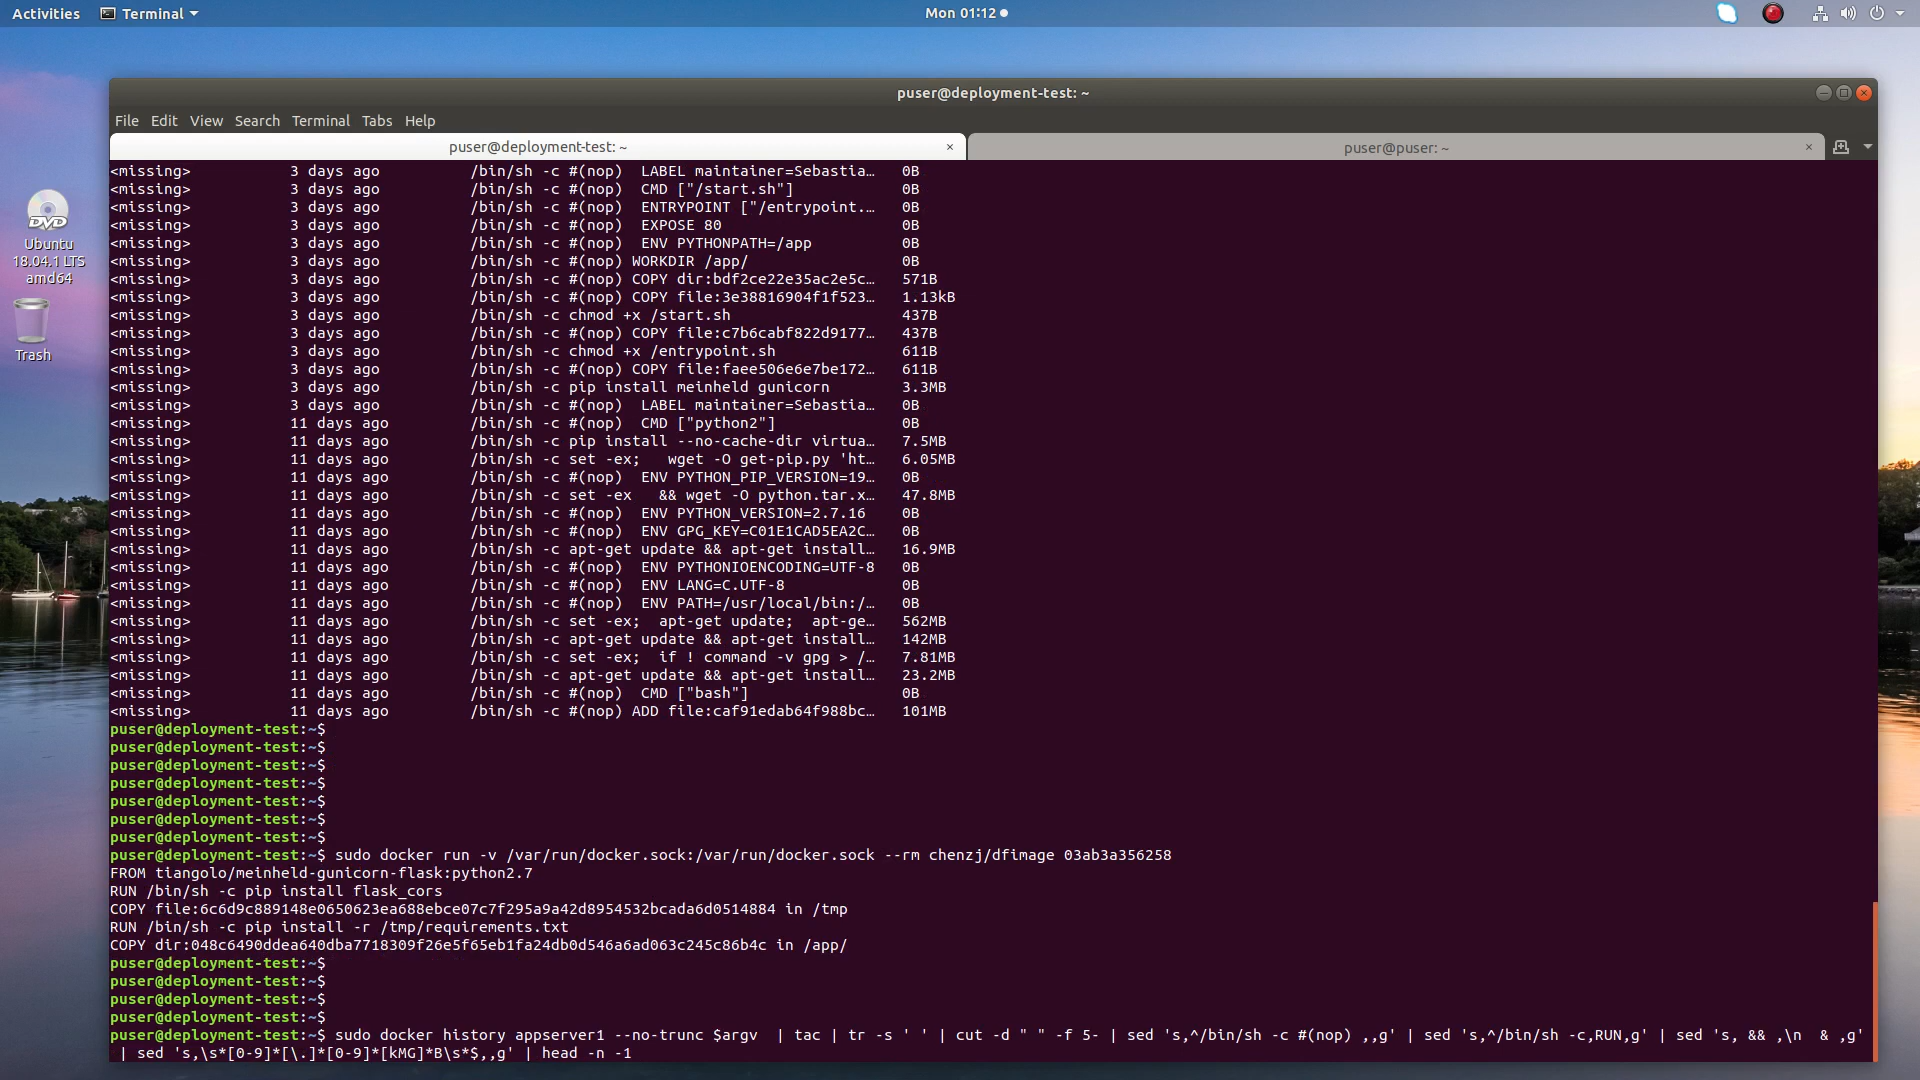 Activities Terminal Mon 01:12
puser@deployment-test: ~
File Edit View Search Terminal Tabs Help
puser@deployment-test: ~ × puser@puser: ~ ×
DVD
Ubuntu
18.04.1 LTS
amd64
Trash
<missing> 3 days ago /bin/sh -c #(nop) LABEL maintainer=Sebastia… 0B
<missing> 3 days ago /bin/sh -c #(nop) CMD ["/start.sh"] 0B
<missing> 3 days ago /bin/sh -c #(nop) ENTRYPOINT ["/entrypoint.… 0B
<missing> 3 days ago /bin/sh -c #(nop) EXPOSE 80 0B
<missing> 3 days ago /bin/sh -c #(nop) ENV PYTHONPATH=/app 0B
<missing> 3 days ago /bin/sh -c #(nop) WORKDIR /app/ 0B
<missing> 3 days ago /bin/sh -c #(nop) COPY dir:bdf2ce22e35ac2e5c… 571B
<missing> 3 days ago /bin/sh -c #(nop) COPY file:3e38816904f1f523… 1.13kB
<missing> 3 days ago /bin/sh -c chmod +x /start.sh 437B
<missing> 3 days ago /bin/sh -c #(nop) COPY file:c7b6cabf822d9177… 437B
<missing> 3 days ago /bin/sh -c chmod +x /entrypoint.sh 611B
<missing> 3 days ago /bin/sh -c #(nop) COPY file:faee506e6e7be172… 611B
<missing> 3 days ago /bin/sh -c pip install meinheld gunicorn 3.3MB
<missing> 3 days ago /bin/sh -c #(nop) LABEL maintainer=Sebastia… 0B
<missing> 11 days ago /bin/sh -c #(nop) CMD ["python2"] 0B
<missing> 11 days ago /bin/sh -c pip install --no-cache-dir virtua… 7.5MB
<missing> 11 days ago /bin/sh -c set -ex; wget -O get-pip.py 'ht… 6.05MB
<missing> 11 days ago /bin/sh -c #(nop) ENV PYTHON_PIP_VERSION=19… 0B
<missing> 11 days ago /bin/sh -c set -ex && wget -O python.tar.x… 47.8MB
<missing> 11 days ago /bin/sh -c #(nop) ENV PYTHON_VERSION=2.7.16 0B
<missing> 11 days ago /bin/sh -c #(nop) ENV GPG_KEY=C01E1CAD5EA2C… 0B
<missing> 11 days ago /bin/sh -c apt-get update && apt-get install… 16.9MB
<missing> 11 days ago /bin/sh -c #(nop) ENV PYTHONIOENCODING=UTF-8 0B
<missing> 11 days ago /bin/sh -c #(nop) ENV LANG=C.UTF-8 0B
<missing> 11 days ago /bin/sh -c #(nop) ENV PATH=/usr/local/bin:/… 0B
<missing> 11 days ago /bin/sh -c set -ex; apt-get update; apt-ge… 562MB
<missing> 11 days ago /bin/sh -c apt-get update && apt-get install… 142MB
<missing> 11 days ago /bin/sh -c set -ex; if ! command -v gpg > /… 7.81MB
<missing> 11 days ago /bin/sh -c apt-get update && apt-get install… 23.2MB
<missing> 11 days ago /bin/sh -c #(nop) CMD ["bash"] 0B
<missing> 11 days ago /bin/sh -c #(nop) ADD file:caf91edab64f988bc… 101MB
puser@deployment-test:~$
puser@deployment-test:~$
puser@deployment-test:~$
puser@deployment-test:~$
puser@deployment-test:~$
puser@deployment-test:~$
puser@deployment-test:~$
puser@deployment-test:~$ sudo docker run -v /var/run/docker.sock:/var/run/docker.sock --rm chenzj/dfimage 03ab3a356258
FROM tiangolo/meinheld-gunicorn-flask:python2.7
RUN /bin/sh -c pip install flask_cors
COPY file:6c6d9c889148e0650623ea688ebce07c7f295a9a42d8954532bcada6d0514884 in /tmp
RUN /bin/sh -c pip install -r /tmp/requirements.txt
COPY dir:048c6490ddea640dba7718309f26e5f65eb1fa24db0d546a6ad063c245c86b4c in /app/
puser@deployment-test:~$
puser@deployment-test:~$
puser@deployment-test:~$
puser@deployment-test:~$
puser@deployment-test:~$ sudo docker history appserver1 --no-trunc $argv | tac | tr -s ' ' | cut -d " " -f 5- | sed 's,^/bin/sh -c #(nop) ,,g' | sed 's,^/bin/sh -c,RUN,g' | sed 's, && ,\n & ,g'
| sed 's,\s*[0-9]*[\.]*[0-9]*[kMG]*B\s*$,,g' | head -n -1